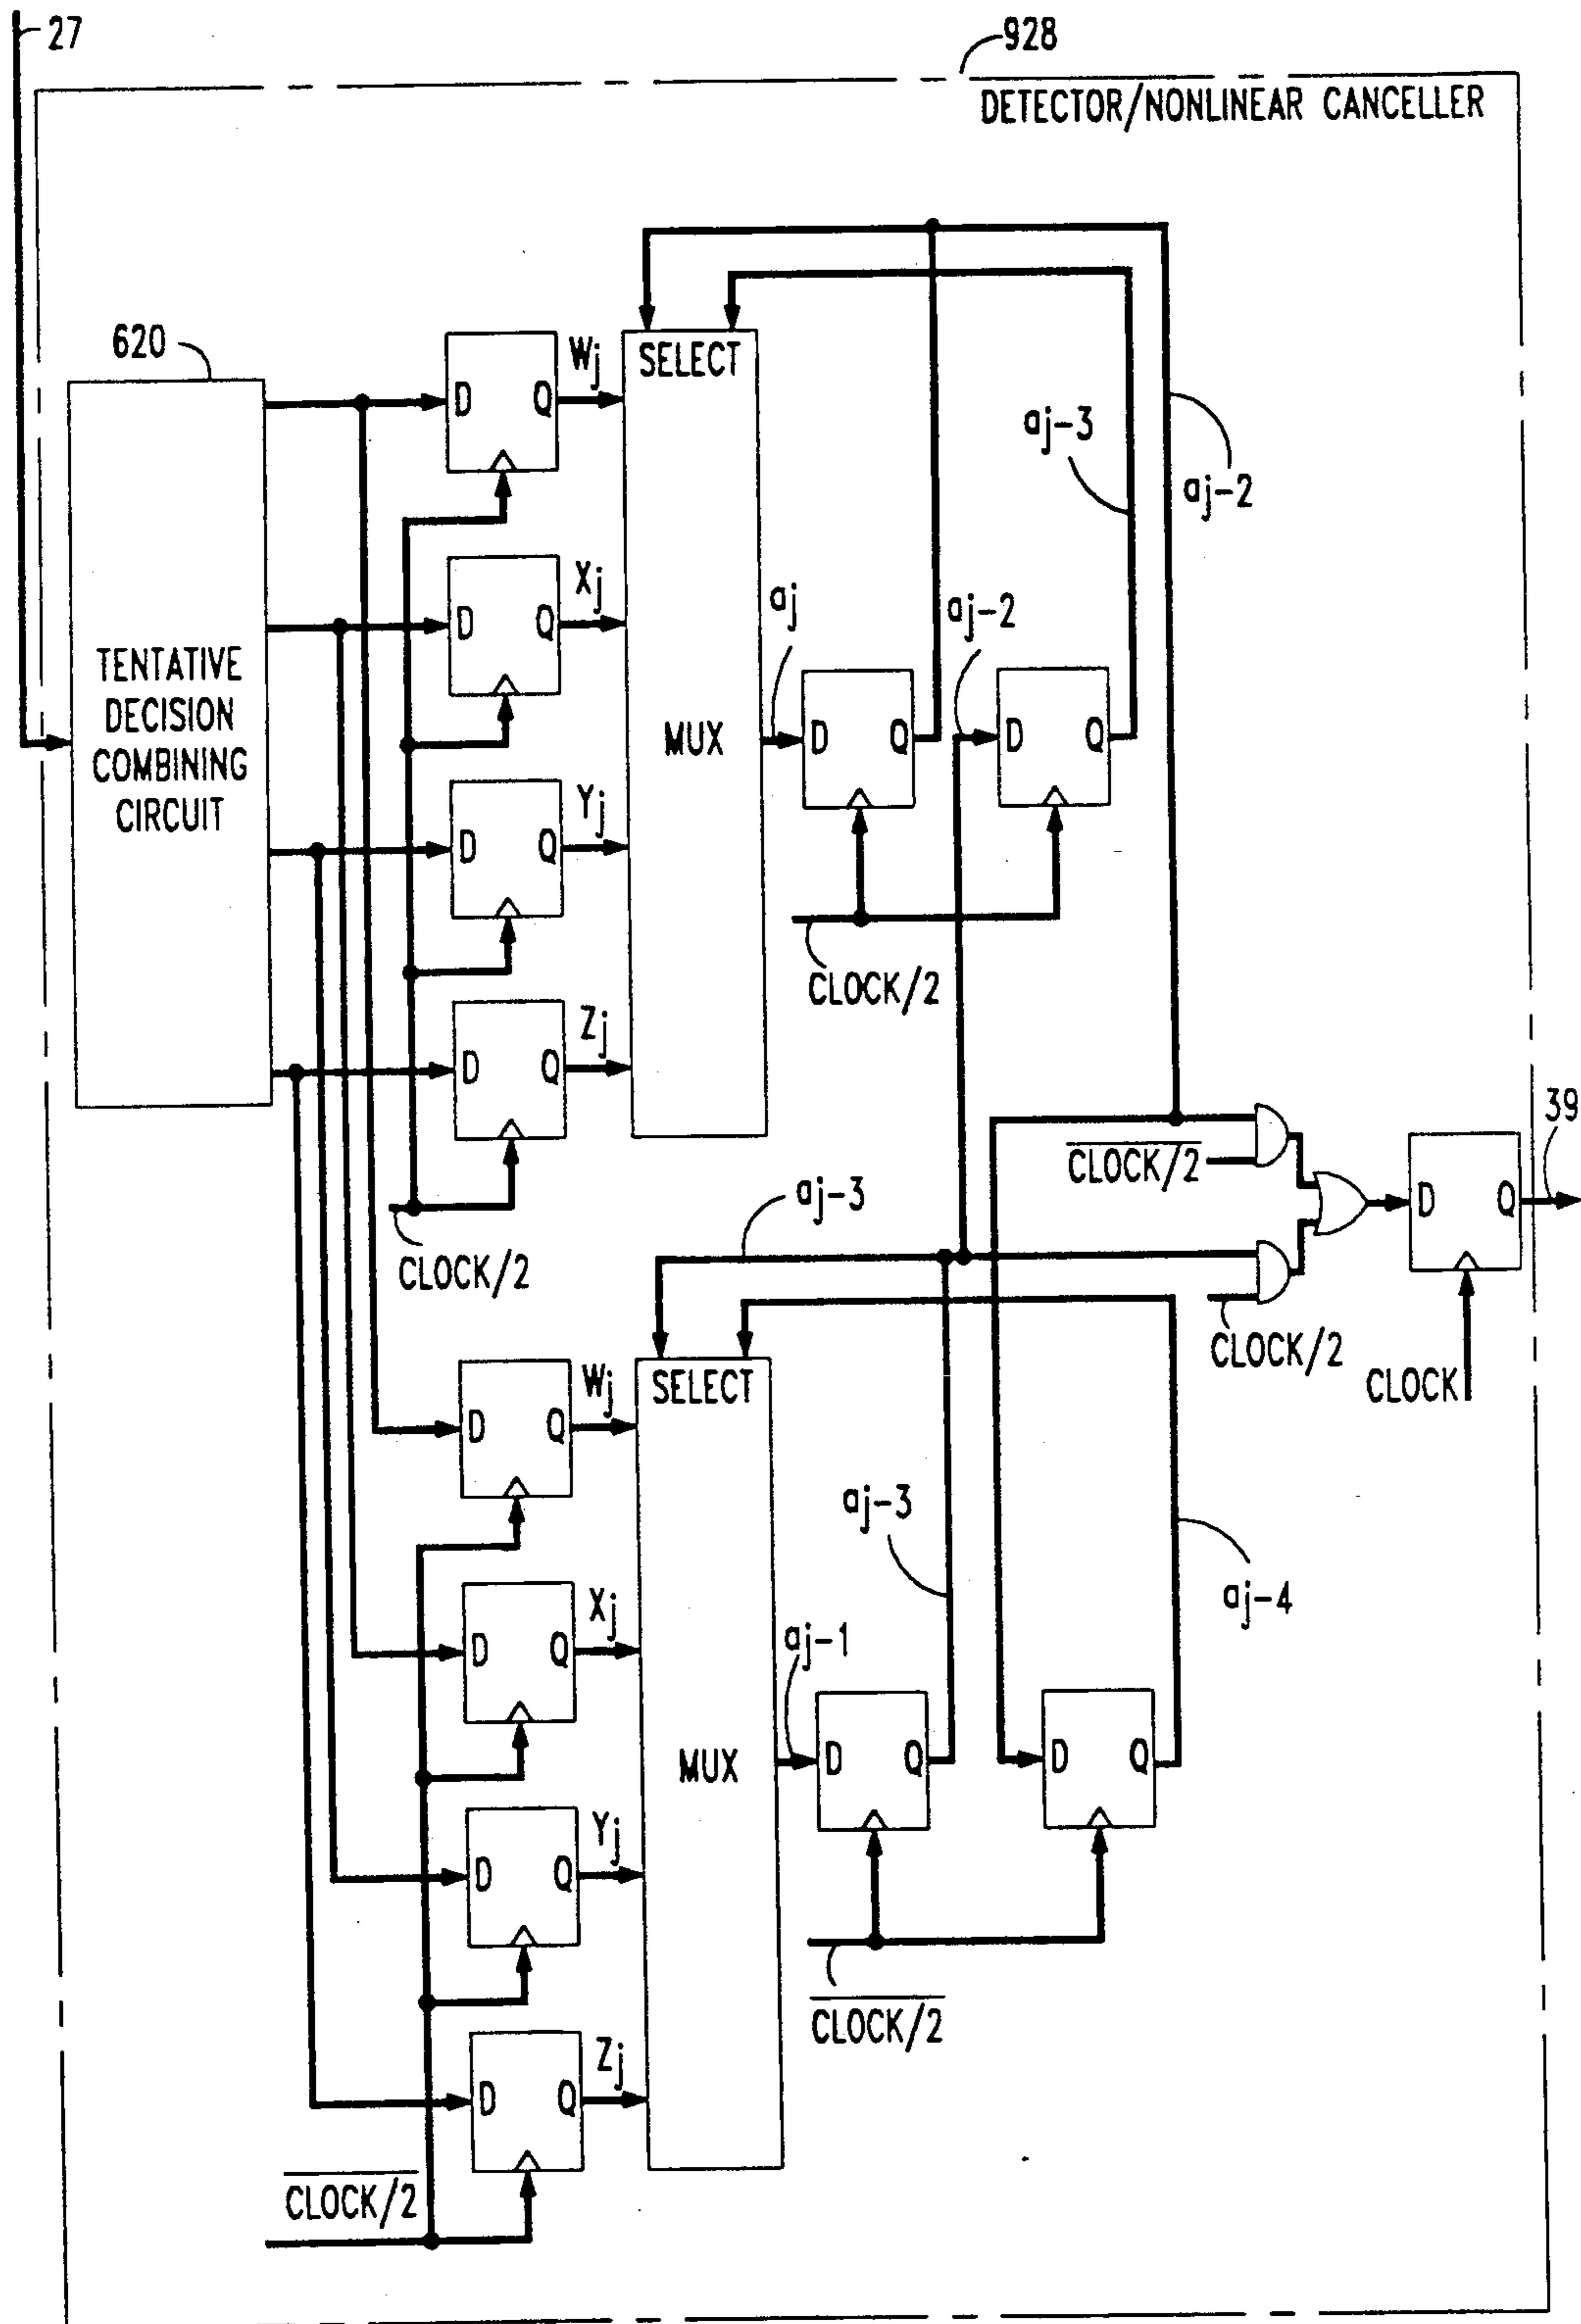 27
928
DETECTOR/NONLINEAR CANCELLER
620
TENTATIVE
DECISION
COMBINING
CIRCUIT
D Q
Wj
SELECT
MUX
aj-3
aj-2
D Q
Xj
aj
aj-2
D Q
D Q
D Q
Yj
CLOCK/2
D Q
Zj
CLOCK/2
CLOCK/2
39
D Q
aj-3
CLOCK/2
CLOCK
D Q
Wj
SELECT
MUX
aj-3
aj-4
D Q
Xj
aj-1
D Q
D Q
D Q
Yj
CLOCK/2
D Q
Zj
CLOCK/2